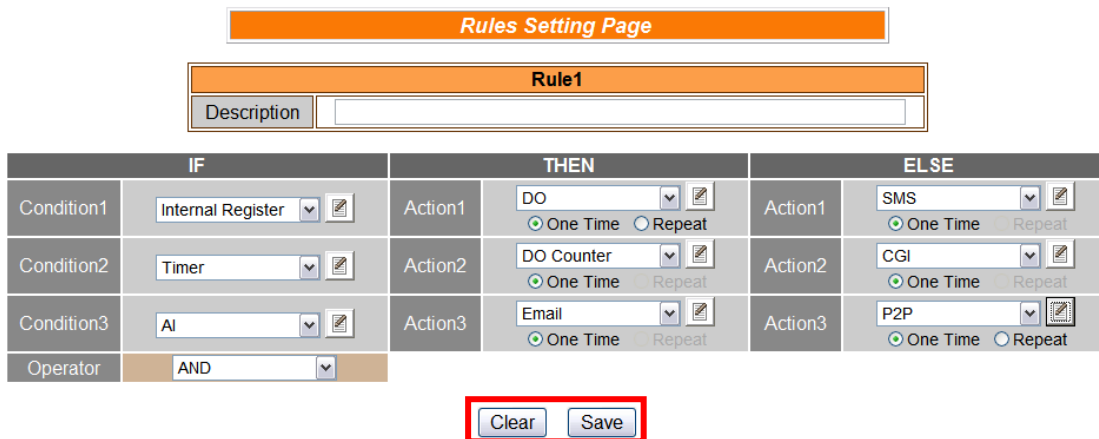 Rules Setting Page
Rule1
Description
IF THEN ELSE
Condition1 Internal Register Action1 DO Action1 SMS
One Time Repeat One Time Repeat
Condition2 Timer Action2 DO Counter Action2 CGI
One Time Repeat One Time Repeat
Condition3 AI Action3 Email Action3 P2P
One Time Repeat One Time Repeat
Operator AND
Clear Save